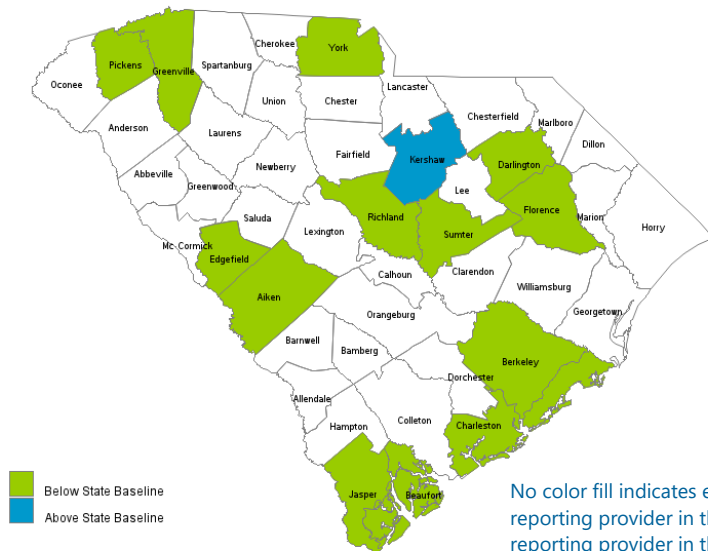 Cherokee
York
Pickens
Greenville
Spartanburg
Oconee
Union
Chester
Lancaster
Chesterfield
Marlboro
Dillon
Anderson
Laurens
Fairfield
Kershaw
Darlington
Abbeville
Newberry
Greenwood
Lee
Florence
Marion
Horry
Saluda
Lexington
Richland
Sumter
Mc Cormick
Edgefield
Calhoun
Clarendon
Williamsburg
Aiken
Orangeburg
Georgetown
Barnwell
Bamberg
Berkeley
Dorchester
Allendale
Hampton
Colleton
Charleston
Jasper
Beaufort
Below State Baseline
Above State Baseline
No color fill indicates
reporting provider in
reporting provider in